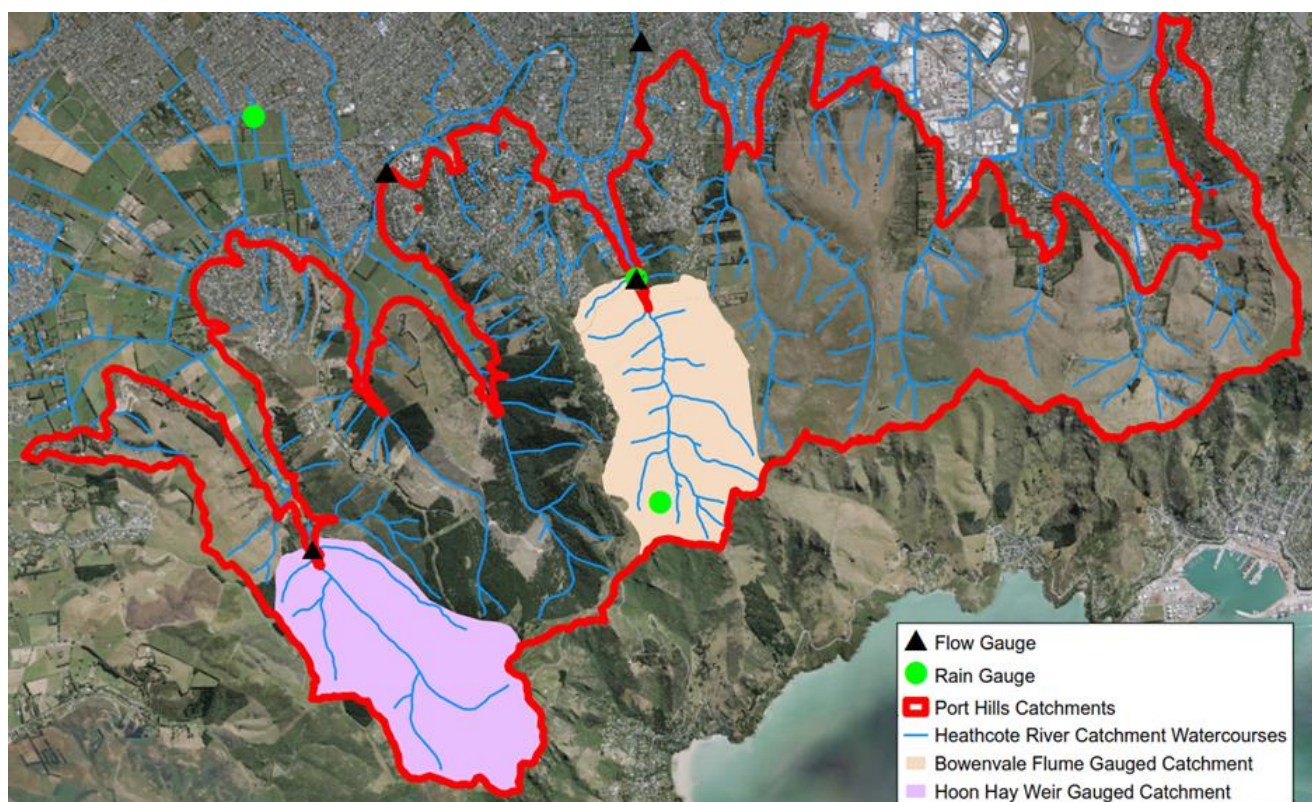 Flow Gauge
Rain Gauge
Port Hills Catchments
Heathcote River Catchment Watercourses
Bowenvale Flume Gauged Catchment
Hoon Hay Weir Gauged Catchment